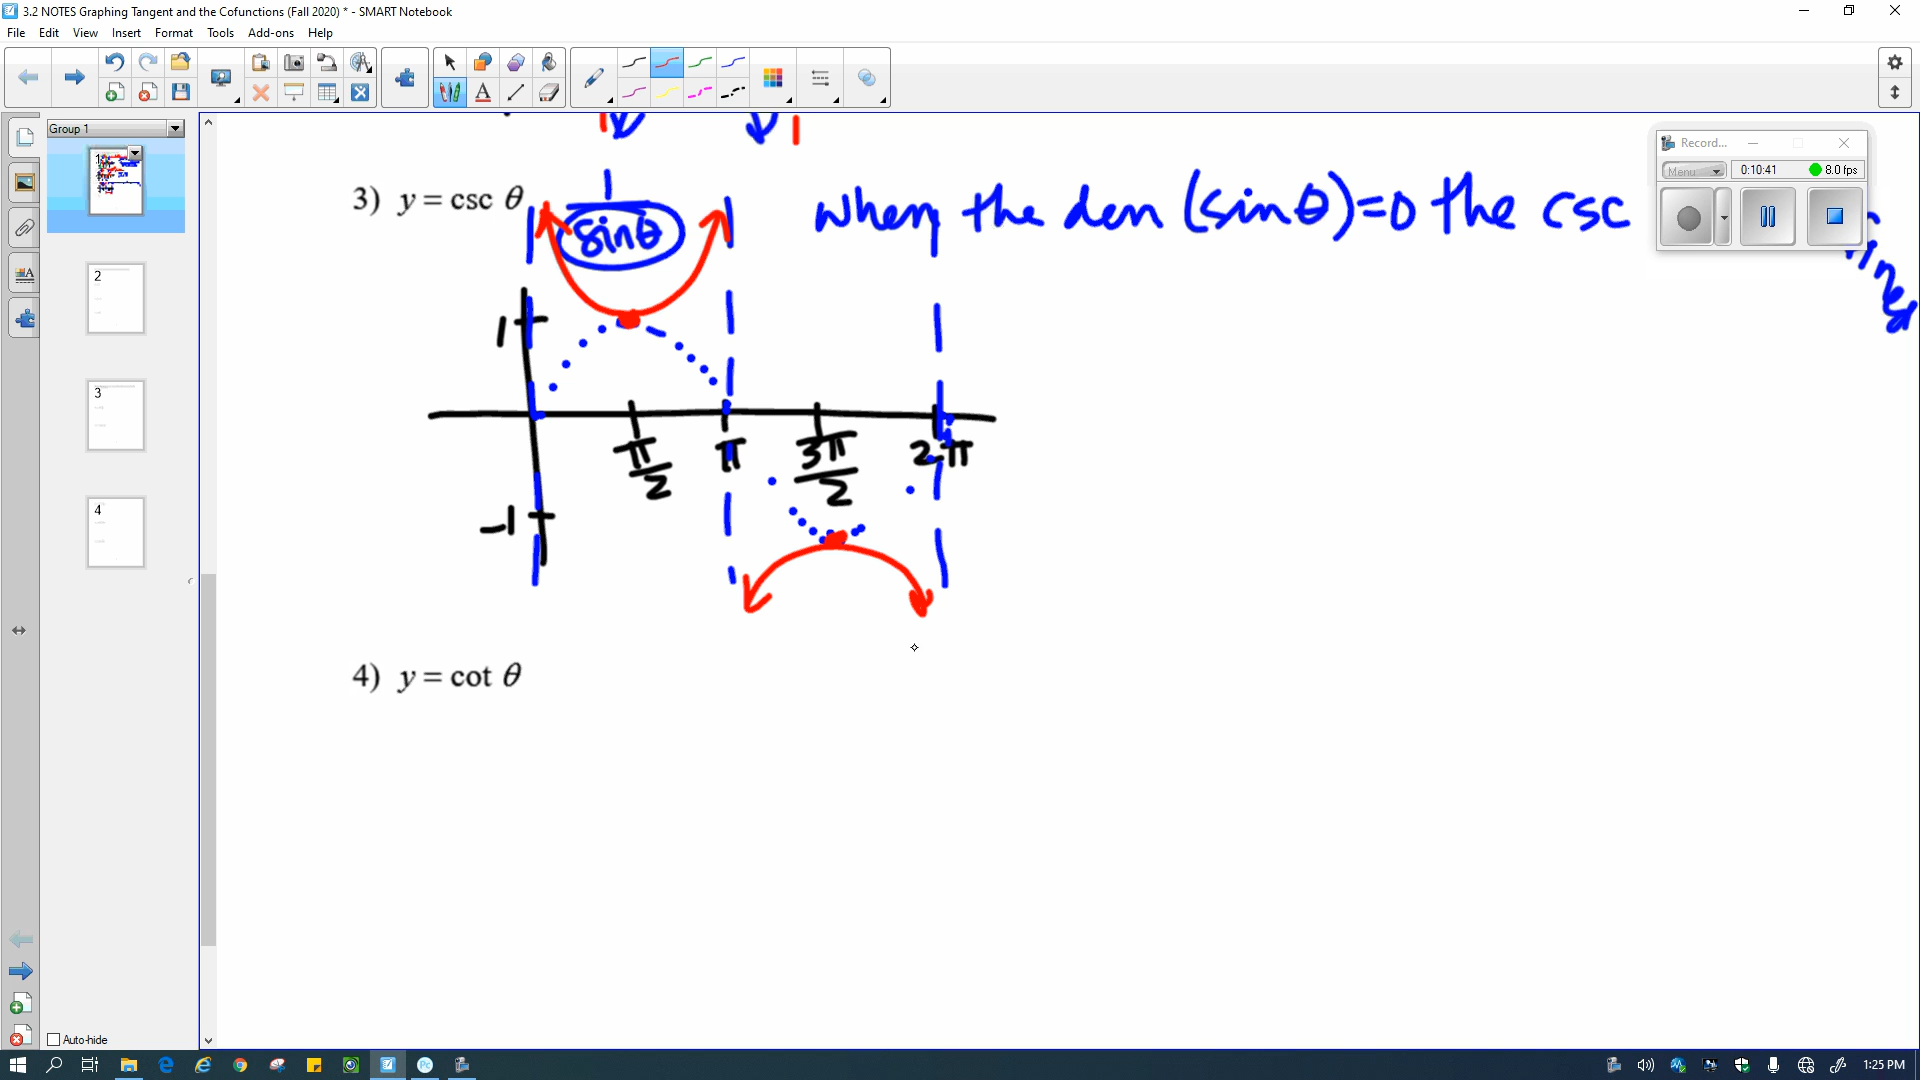 3.2 NOTES Graphing Tangent and the Cofunctions (Fall 2020) * - SMART Notebook
File Edit View Insert Format Tools Add-ons Help
Group 1
1
2
3
4
Record...
Menu 0:10:41 8.0 fps
3) y = csc θ
1
sinθ
when the den (sinθ)=0 the csc
1
-1
π/2 π 3π/2 2π
4) y = cot θ
Auto-hide
1:25 PM